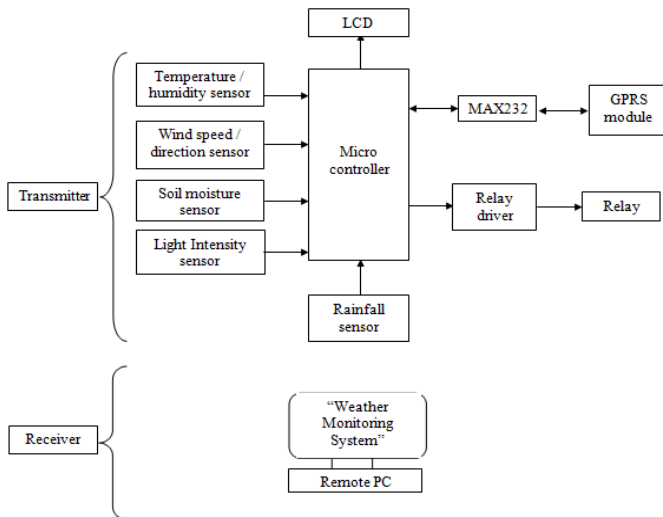 LCD
Temperature /
humidity sensor
MAX232
GPRS
module
Wind speed /
direction sensor
Micro
controller
Transmitter
Soil moisture
sensor
Relay
driver
Relay
Light Intensity
sensor
Rainfall
sensor
Receiver
“Weather
Monitoring
System”
Remote PC